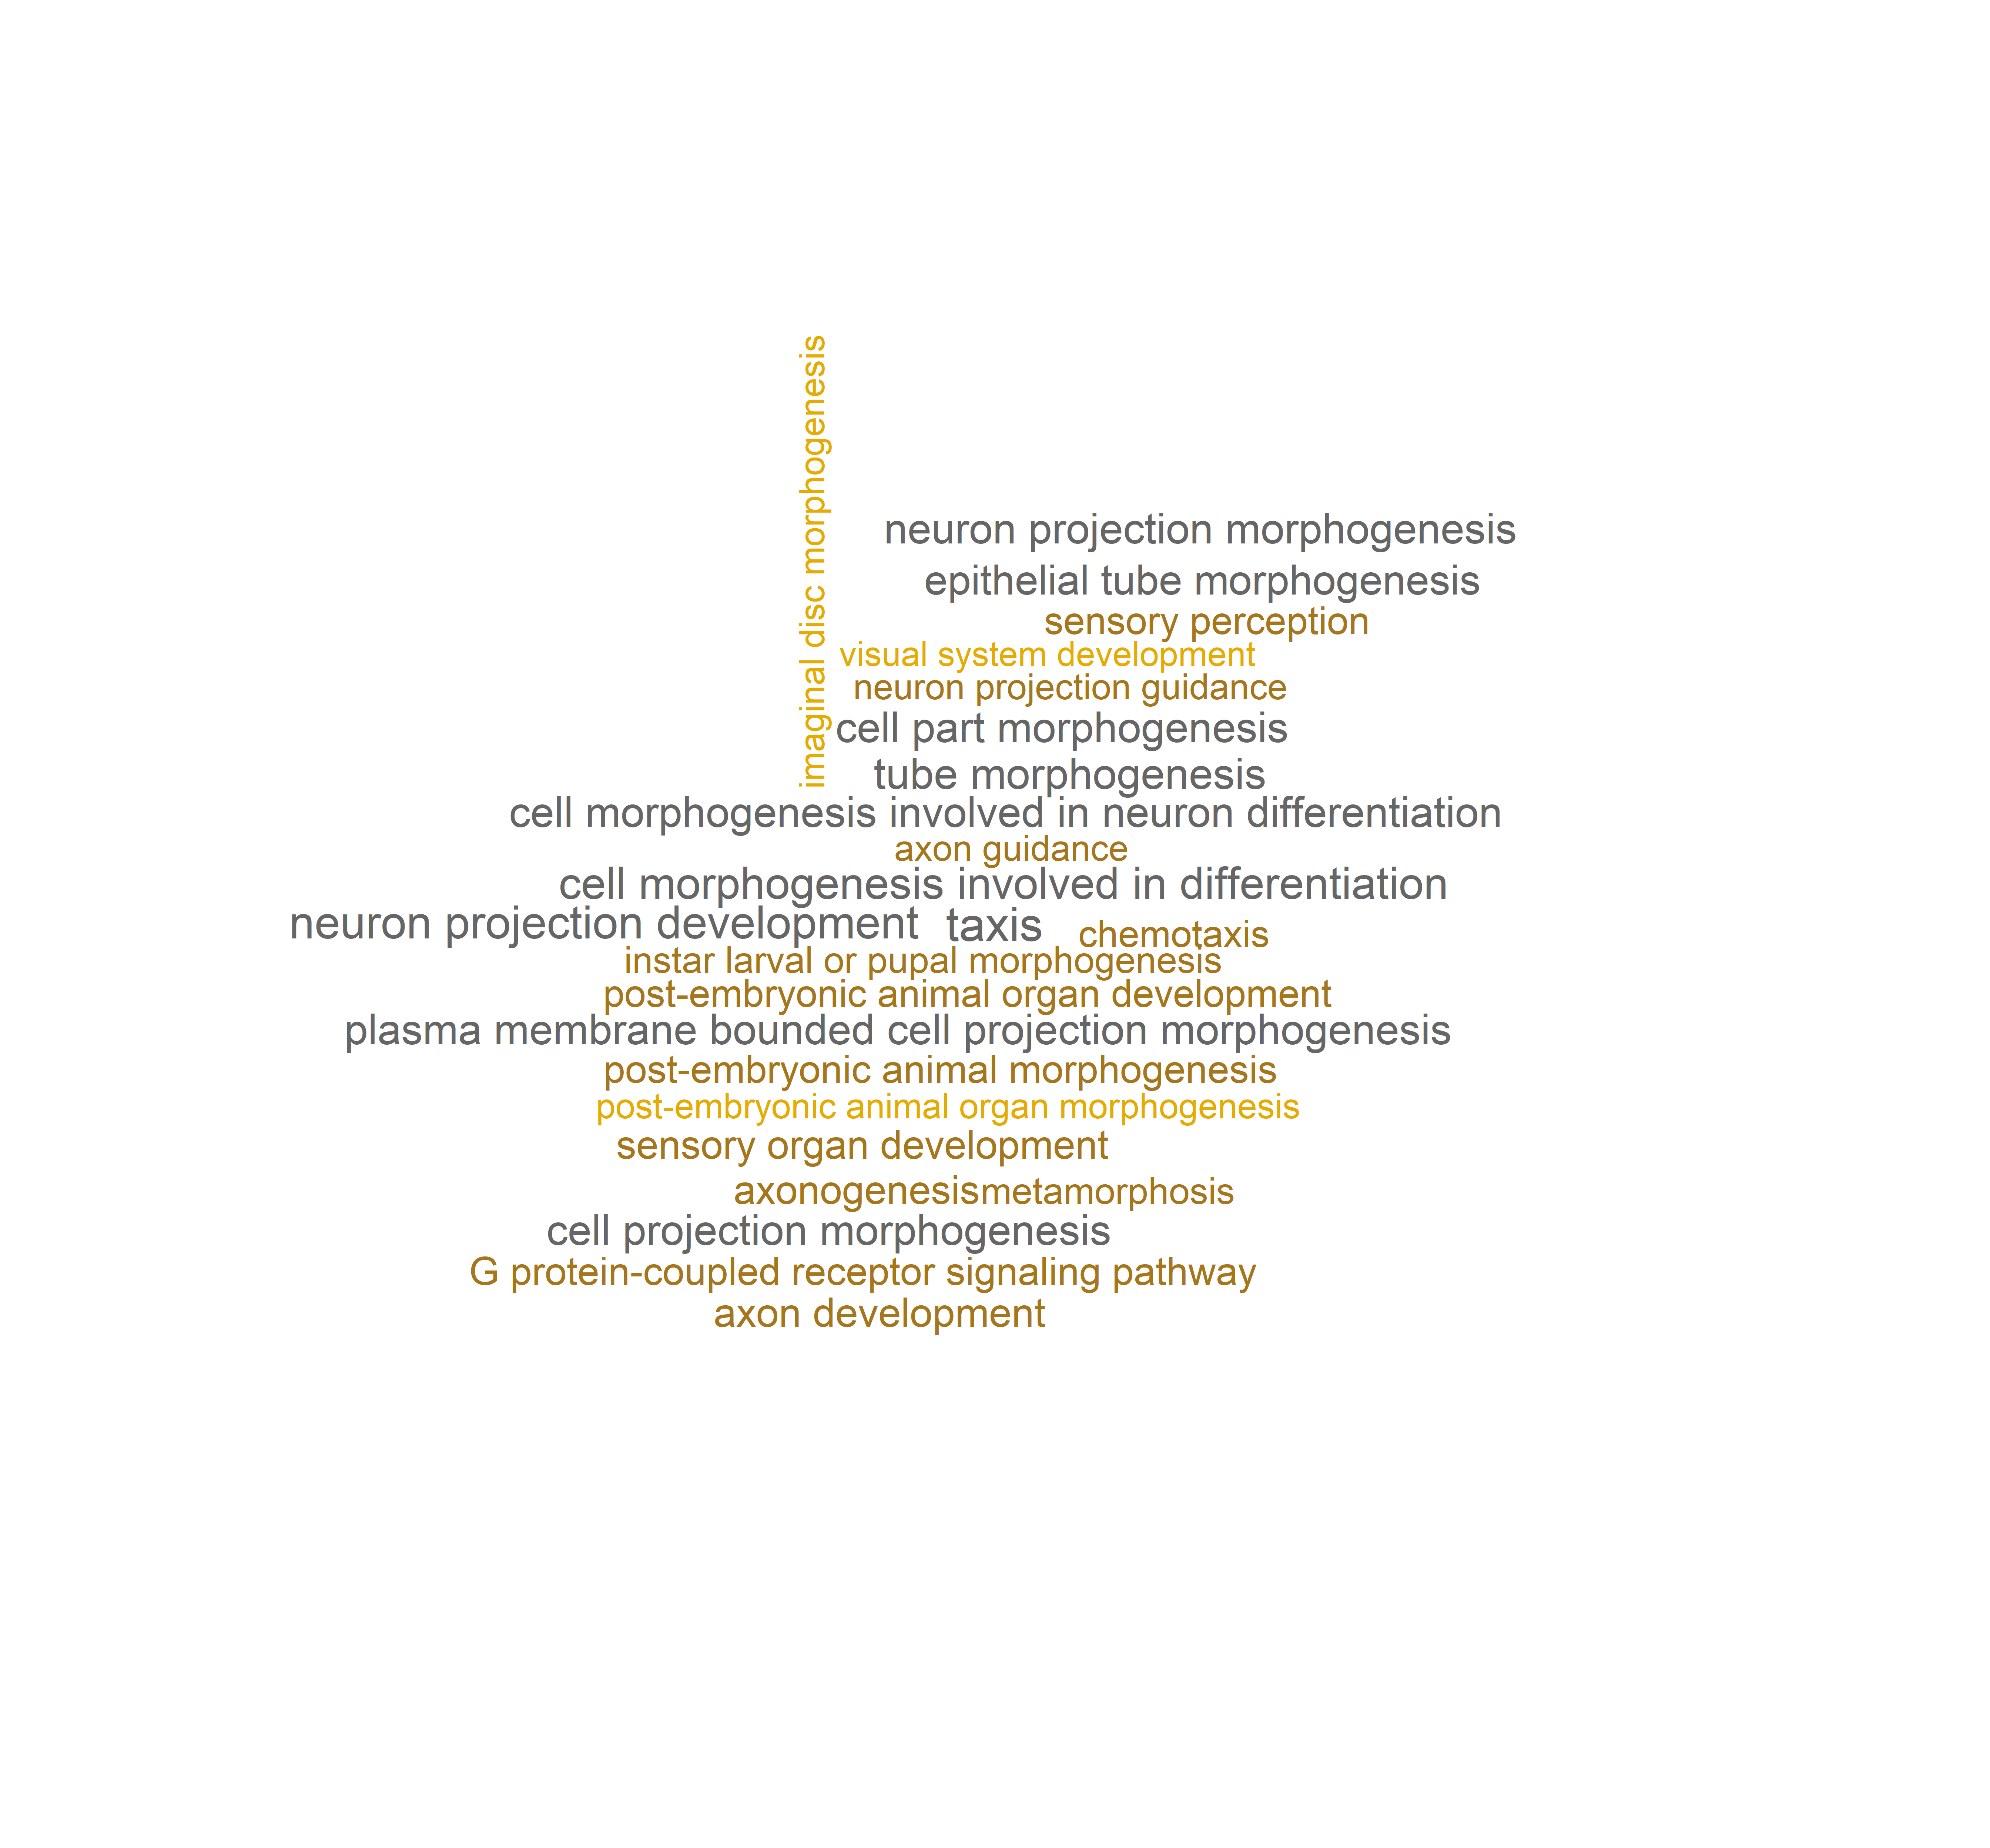 imaginal disc morphogenesis
neuron projection morphogenesis
epithelial tube morphogenesis
sensory perception
visual system development
neuron projection guidance
cell part morphogenesis
tube morphogenesis
cell morphogenesis involved in neuron differentiation
axon guidance
cell morphogenesis involved in differentiation
neuron projection development taxis chemotaxis
instar larval or pupal morphogenesis
post-embryonic animal organ development
plasma membrane bounded cell projection morphogenesis
post-embryonic animal morphogenesis
post-embryonic animal organ morphogenesis
sensory organ development
axonogenesis metamorphosis
cell projection morphogenesis
G protein-coupled receptor signaling pathway
axon development